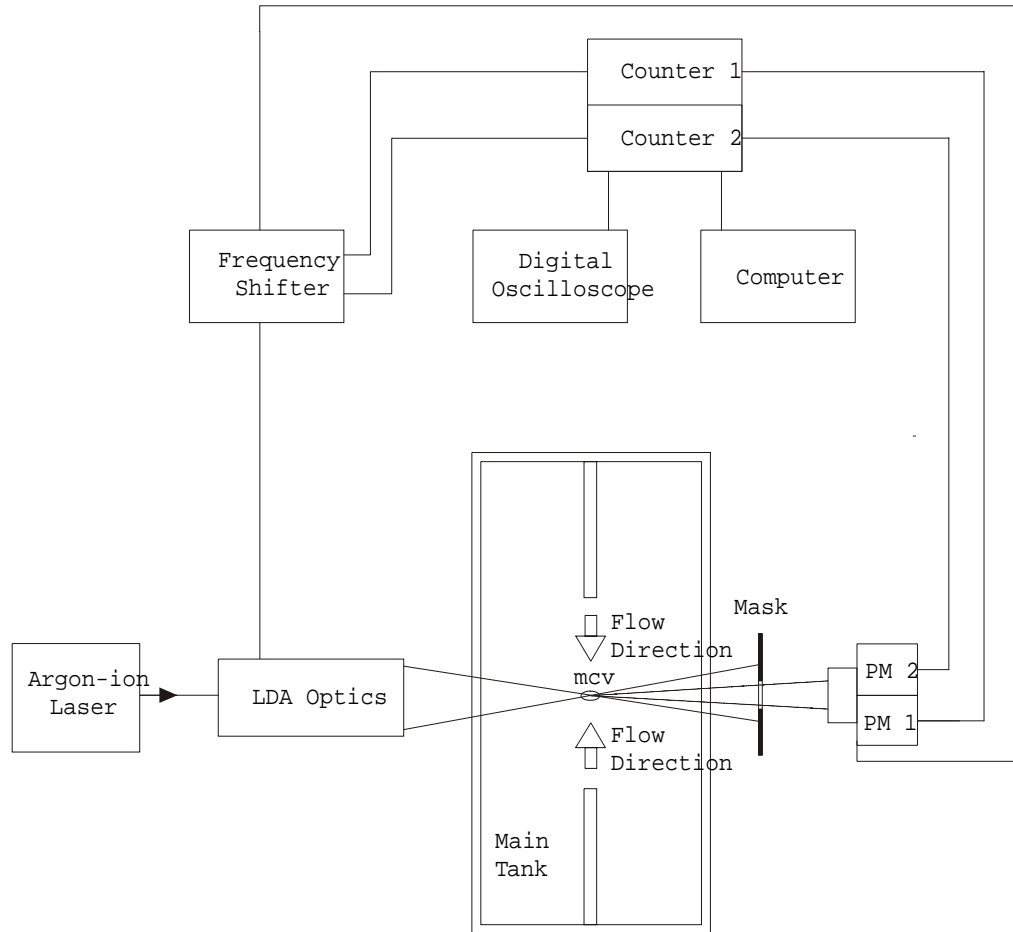 Counter 1
Counter 2
Frequency
Shifter
Digital
Oscilloscope
Computer
Flow
Direction
Mask
mcv
Argon-ion
Laser
LDA Optics
PM 2
PM 1
Flow
Direction
Main
Tank